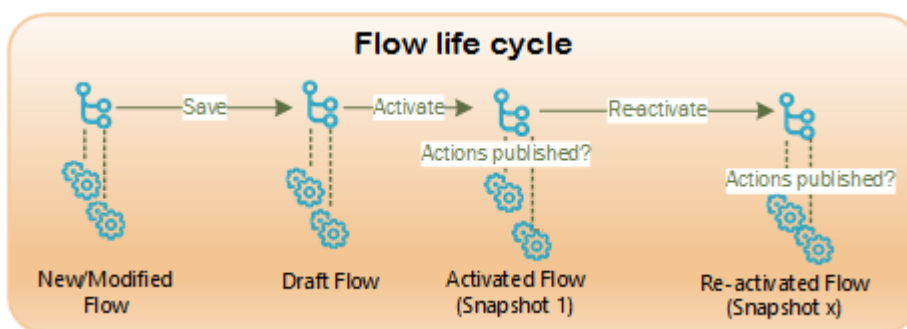 Flow life cycle
Save
Activate
Re-activate
Actions published?
Actions published?
New/Modified
Flow
Draft Flow
Activated Flow
(Snapshot 1)
Re-activated Flow
(Snapshot x)